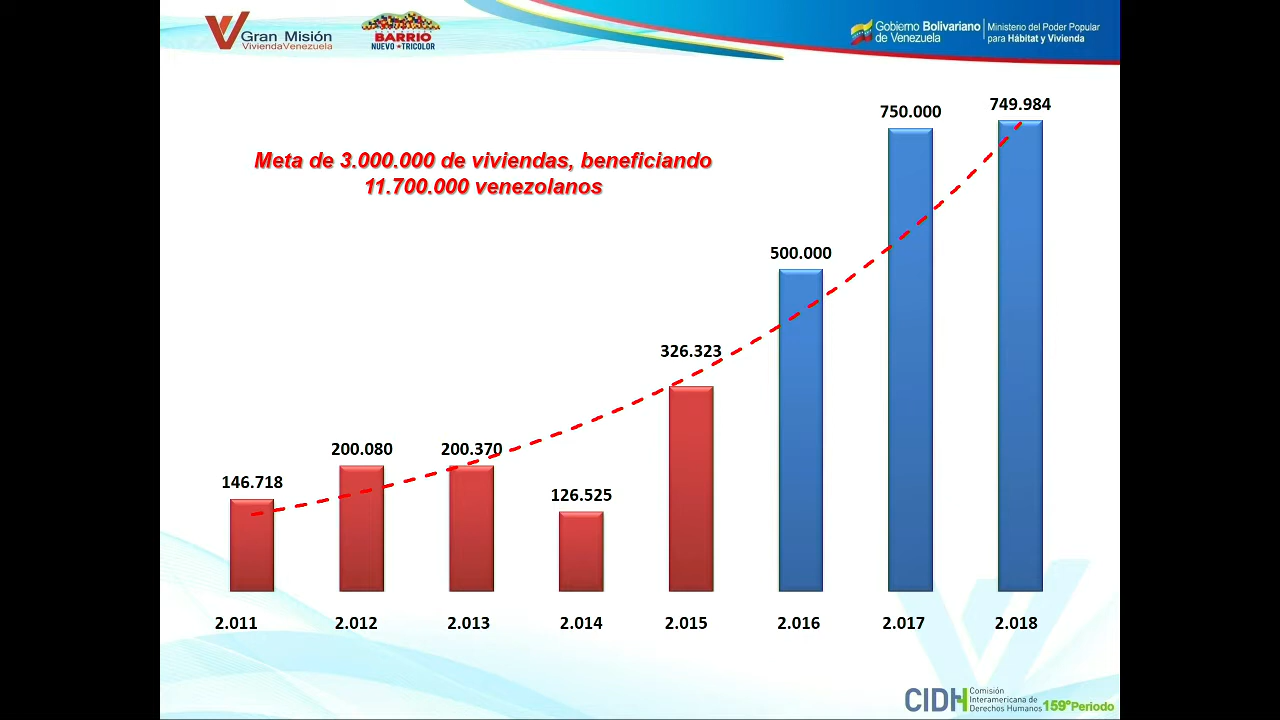 Gran Misión
ViviendaVenezuela
BARRIO
NUEVO TRICOLOR
Gobierno Bolivariano
de Venezuela
Ministerio del Poder Popular
para Hábitat y Vivienda
Meta de 3.000.000 de viviendas, beneficiando
11.700.000 venezolanos
146.718
200.080
200.370
126.525
326.323
500.000
750.000
749.984
2.011
2.012
2.013
2.014
2.015
2.016
2.017
2.018
CIDH
Comisión
Interamericana de
Derechos Humanos
159°Periodo